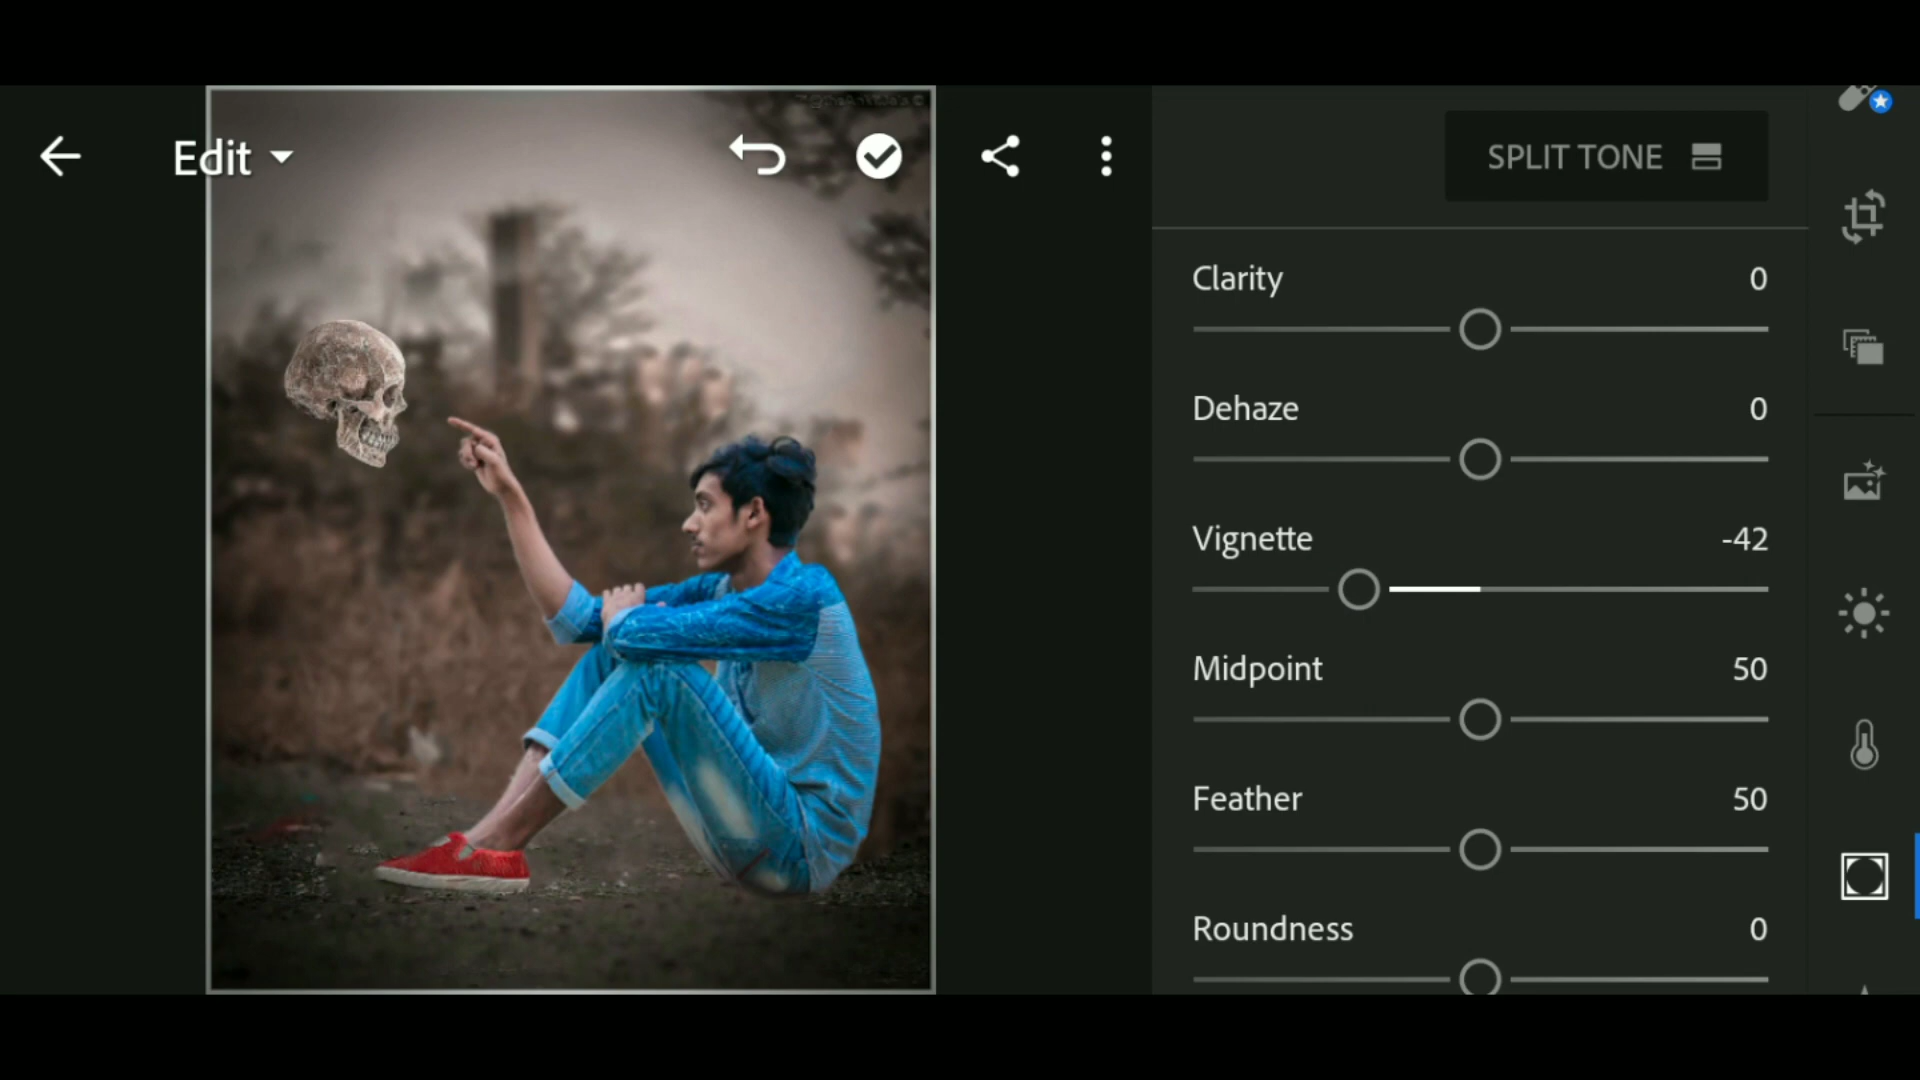 Edit
SPLIT TONE
Clarity 0
Dehaze 0
Vignette -42
Midpoint 50
Feather 50
Roundness 0